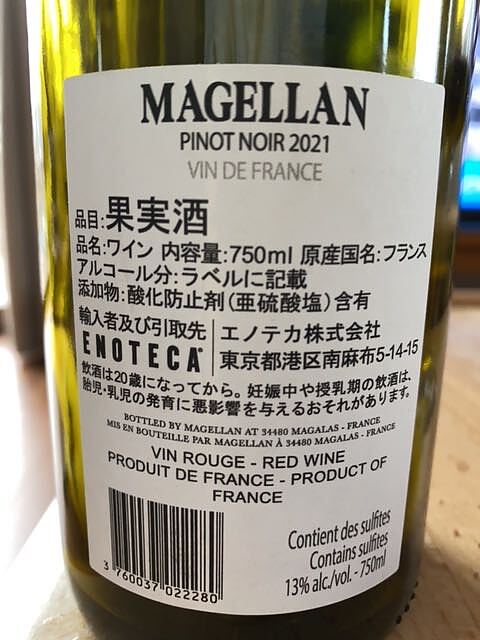 MAGELLAN
PINOT NOIR 2021
VIN DE FRANCE
品目:果実酒
品名:ワイン 内容量:750ml 原産国名:フランス
アルコール分:ラベルに記載
添加物:酸化防止剤(亜硫酸塩)含有
輸入者及び引取先
ENOTECA
エノテカ株式会社
東京都港区南麻布5-14-15
飲酒は20歳になってから。妊娠中や授乳期の飲酒は、
胎児・乳児の発育に悪影響を与えるおそれがあります。
BOTTLED BY MAGELLAN AT 34480 MAGALAS - FRANCE
MIS EN BOUTEILLE PAR MAGELLAN À 34480 MAGALAS - FRANCE
VIN ROUGE - RED WINE
PRODUIT DE FRANCE - PRODUCT OF
FRANCE
Contient des sulfites
Contains sulfites
13% alc./vol. - 750ml
3 760037 022280